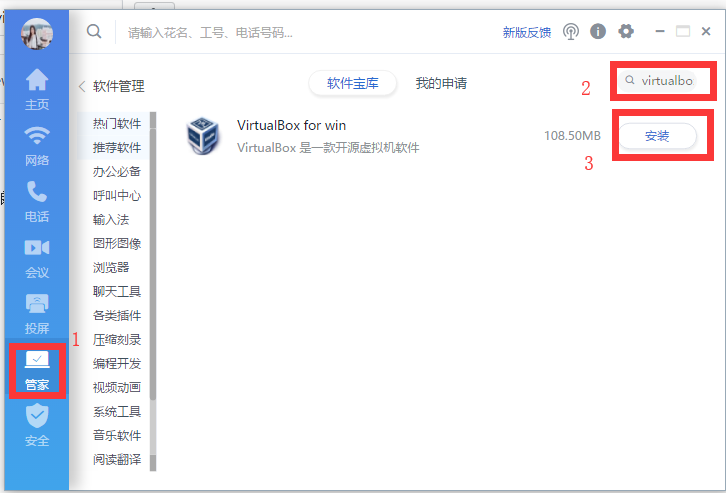 请输入花名、工号、电话号码...
新版反馈
主页
网络
电话
会议
投屏
管家
安全
1
软件管理
软件宝库
我的申请
2
virtualbo
热门软件
推荐软件
办公必备
呼叫中心
输入法
图形图像
浏览器
聊天工具
各类插件
压缩刻录
编程开发
视频动画
系统工具
音乐软件
阅读翻译
VirtualBox for win
VirtualBox 是一款开源虚拟机软件
108.50MB
安装
3